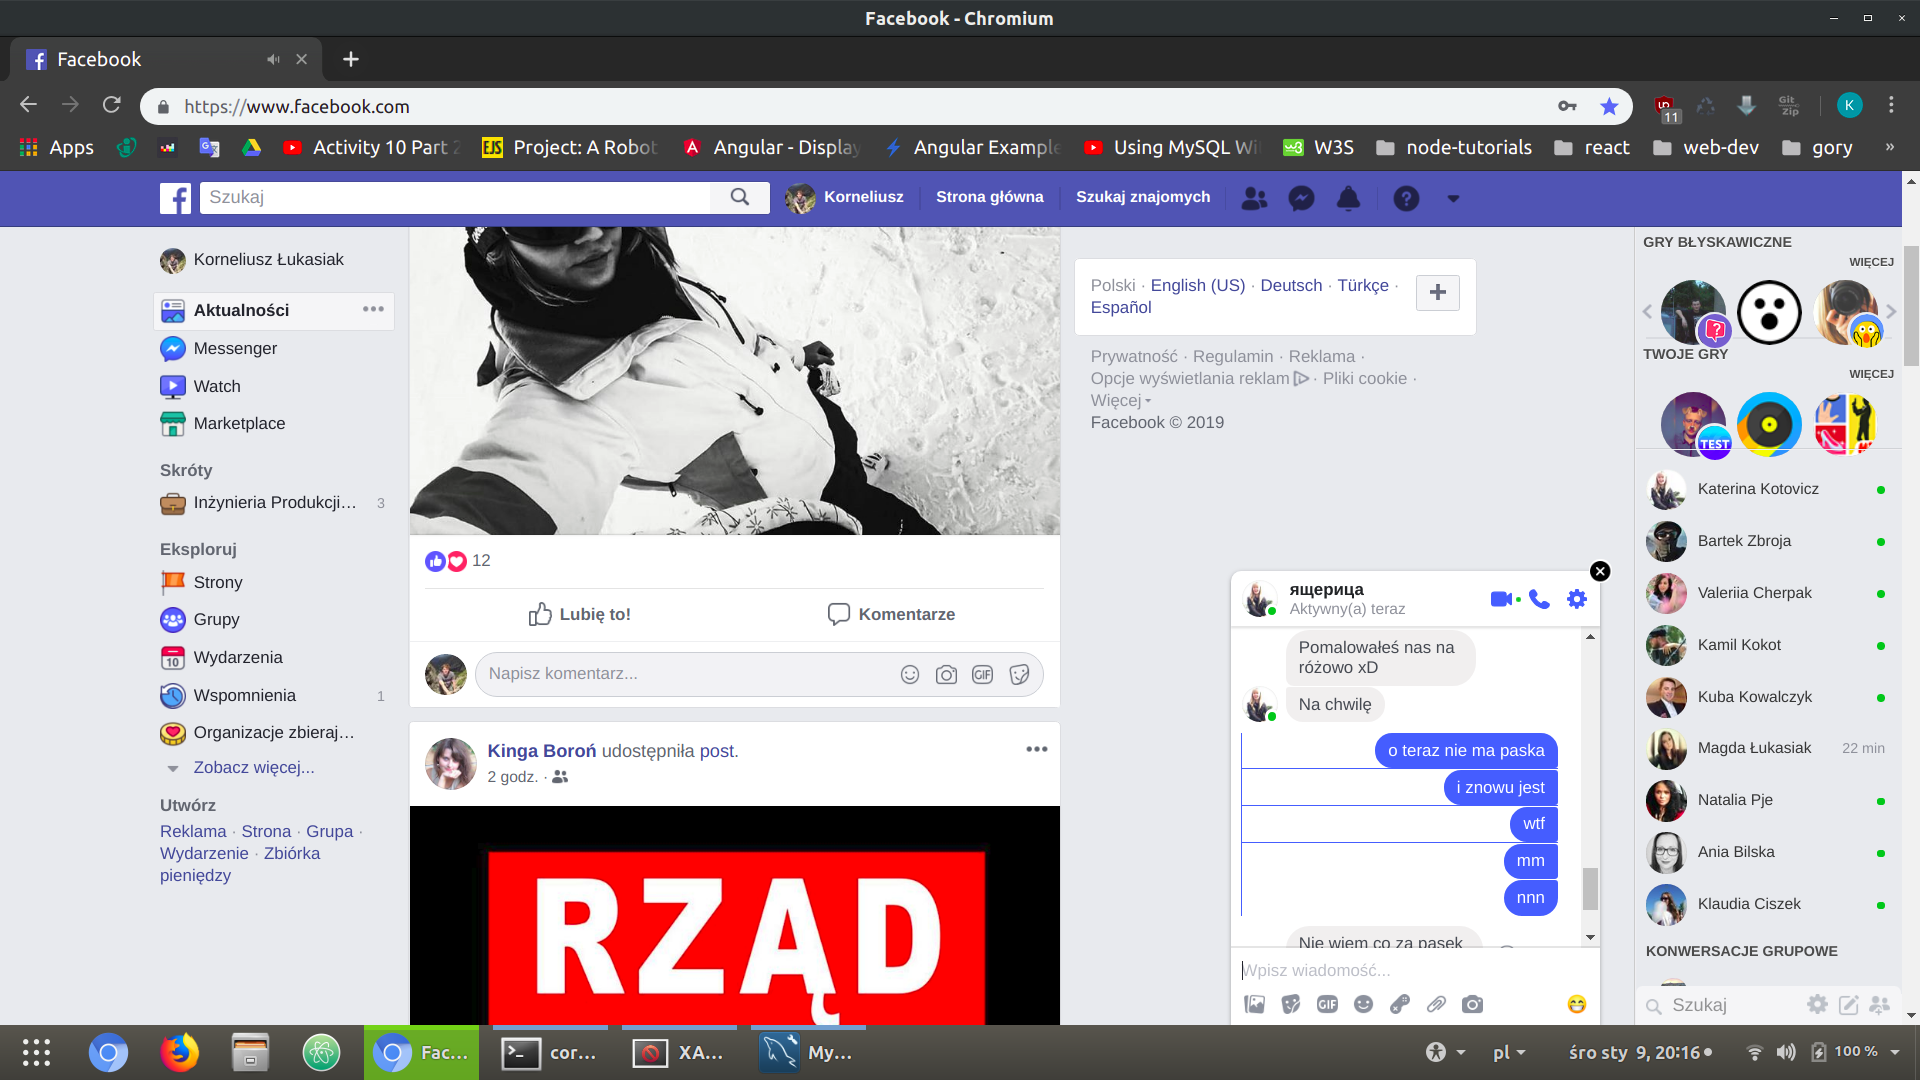 Facebook - Chromium
Facebook
https://www.facebook.com
11
Git Zip
K
Apps
Activity 10 Part 2
EJS
Project: A Robot
Angular - Display
Angular Example
Using MySQL Wi
W3S
node-tutorials
react
web-dev
gory
»
Szukaj
Korneliusz
Strona główna
Szukaj znajomych
Korneliusz Łukasiak
Aktualności
Messenger
Watch
Marketplace
Skróty
Inżynieria Produkcji...
3
Eksploruj
Strony
Grupy
10
Wydarzenia
Wspomnienia
1
Organizacje zbieraj...
Zobacz więcej...
Utwórz
Reklama · Strona · Grupa ·
Wydarzenie · Zbiórka
pieniędzy
12
Lubię to!
Komentarze
Napisz komentarz...
GIF
Kinga Boroń udostępniła post.
2 godz. ·
RZĄD
Polski · English (US) · Deutsch · Türkçe ·
Español
Prywatność · Regulamin · Reklama ·
Opcje wyświetlania reklam · Pliki cookie ·
Więcej
Facebook © 2019
ящерица
Aktywny(a) teraz
Pomalowałeś nas na
różowo xD
Na chwilę
o teraz nie ma paska
i znowu jest
wtf
mm
nnn
Nie wiem co za pasek
Wpisz wiadomość...
GIF
GRY BŁYSKAWICZNE
WIĘCEJ
TWOJE GRY
WIĘCEJ
TEST
Katerina Kotovicz
Bartek Zbroja
Valeriia Cherpak
Kamil Kokot
Kuba Kowalczyk
Magda Łukasiak
22 min
Natalia Pje
Ania Bilska
Klaudia Ciszek
KONWERSACJE GRUPOWE
Szukaj
Fac...
cor...
XA...
My...
pl
śro sty 9, 20:16
100 %